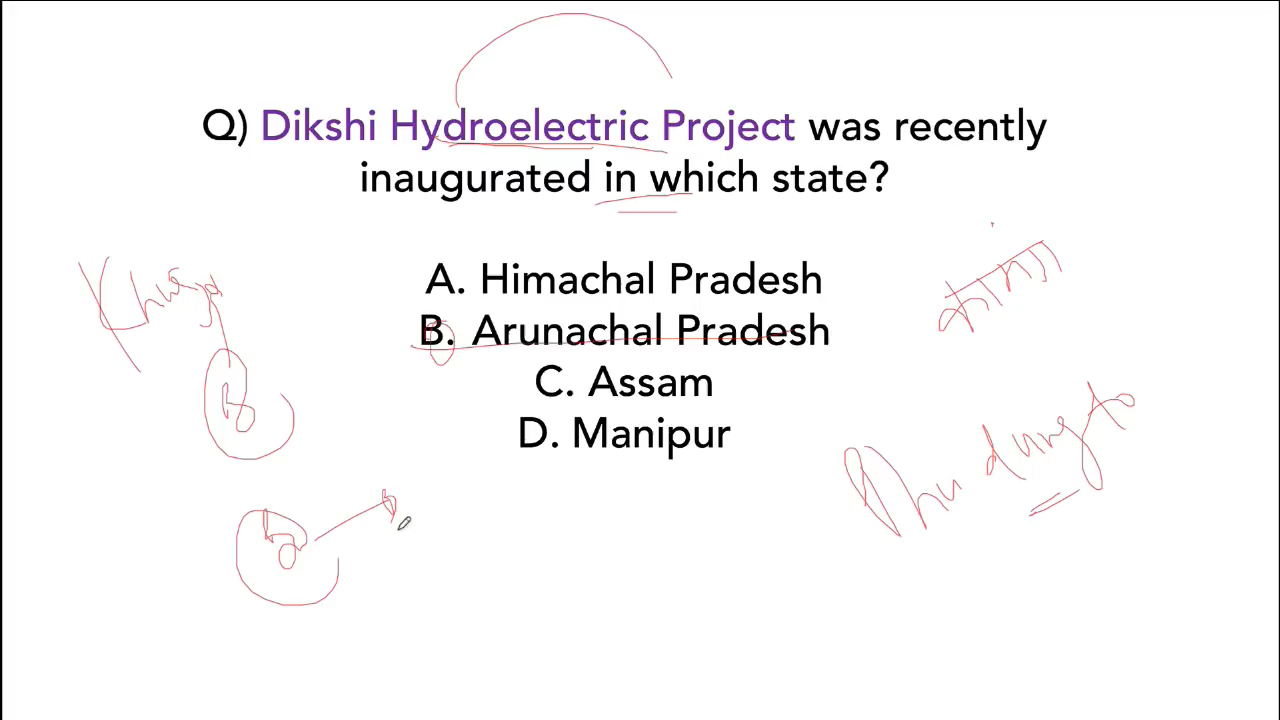 Q) Dikshi Hydroelectric Project was recently
inaugurated in which state?
A. Himachal Pradesh
B. Arunachal Pradesh
C. Assam
D. Manipur